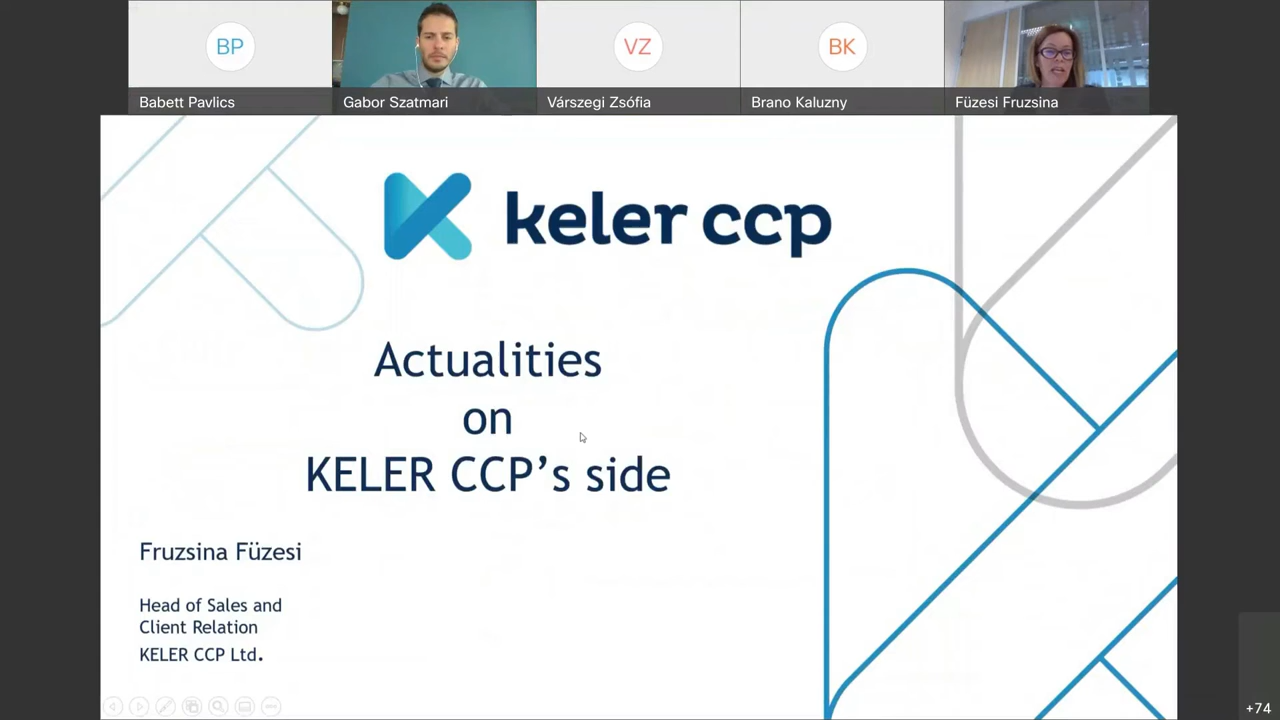 BP
VZ
BK
Babett Pavlics
Gabor Szatmari
Várszegi Zsófia
Brano Kaluzny
Füzesi Fruzsina
keler ccp
Actualities
on
KELER CCP’s side
Fruzsina Füzesi
Head of Sales and
Client Relation
KELER CCP Ltd.
+74